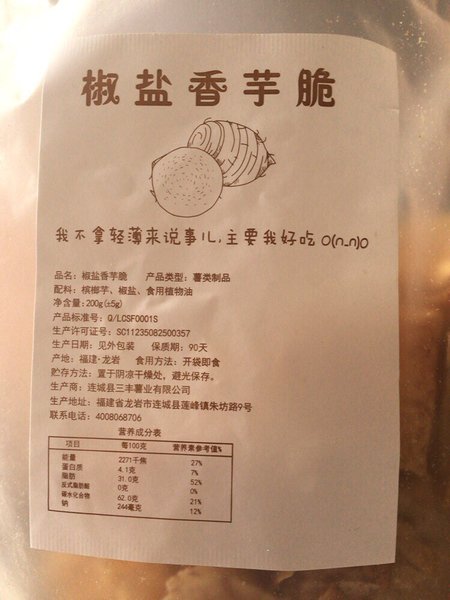 椒盐香芋脆
我不拿轻薄来说事儿,主要我好吃 O(n_n)O
品名：椒盐香芋脆 产品类型：薯类制品
配料：槟榔芋、椒盐、食用植物油
净含量:200g(±5g)
产品标准号：Q/LCSF0001S
生产许可证号：SC11235082500357
生产日期：见外包装 保质期：90天
产地：福建·龙岩 食用方法：开袋即食
贮存方法：置于阴凉干燥处，避光保存。
生产商：连城县三丰薯业有限公司
生产地址：福建省龙岩市连城县莲峰镇朱坊路9号
联系电话：4008068706
营养成分表
项目 每100克 营养素参考值%
能量 2271千焦 27%
蛋白质 4.1克 7%
脂肪 31.0克 52%
反式脂肪酸 0克 0%
碳水化合物 62.0克 21%
钠 244毫克 12%